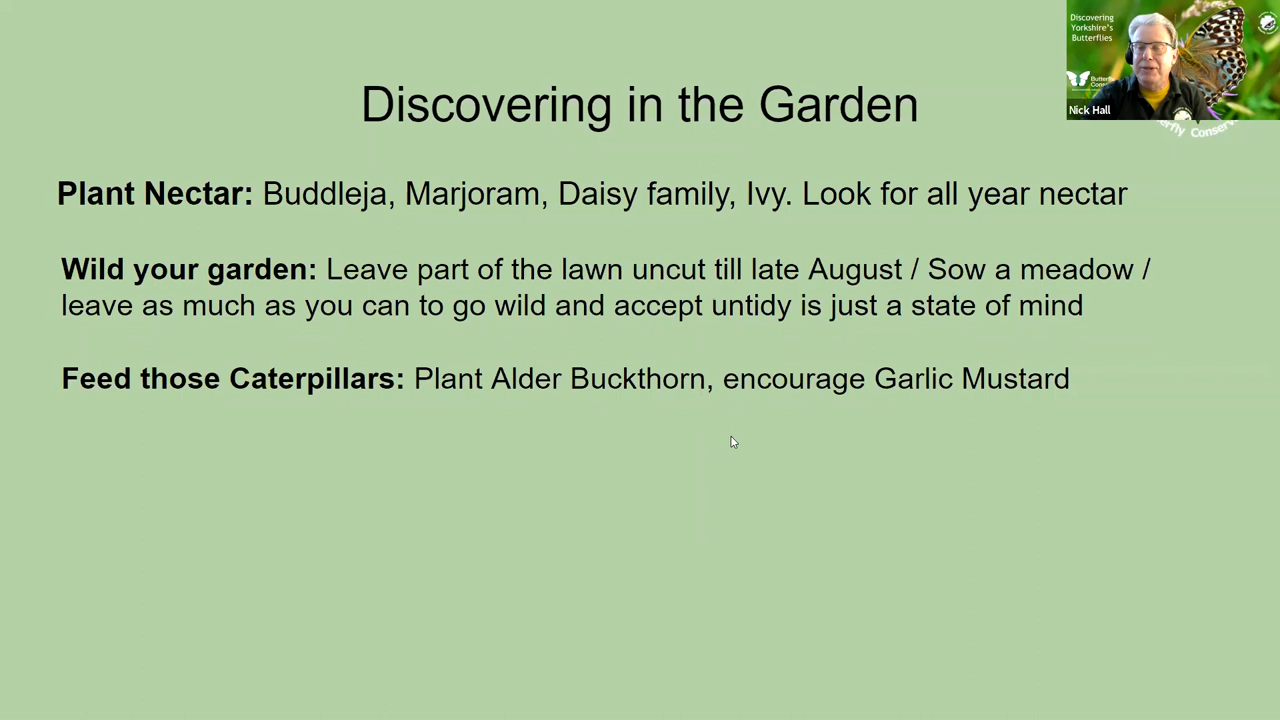 Discovering
Yorkshire's
Butterflies
Nick Hall
Discovering in the Garden
Plant Nectar: Buddleja, Marjoram, Daisy family, Ivy. Look for all year nectar
Wild your garden: Leave part of the lawn uncut till late August / Sow a meadow /
leave as much as you can to go wild and accept untidy is just a state of mind
Feed those Caterpillars: Plant Alder Buckthorn, encourage Garlic Mustard